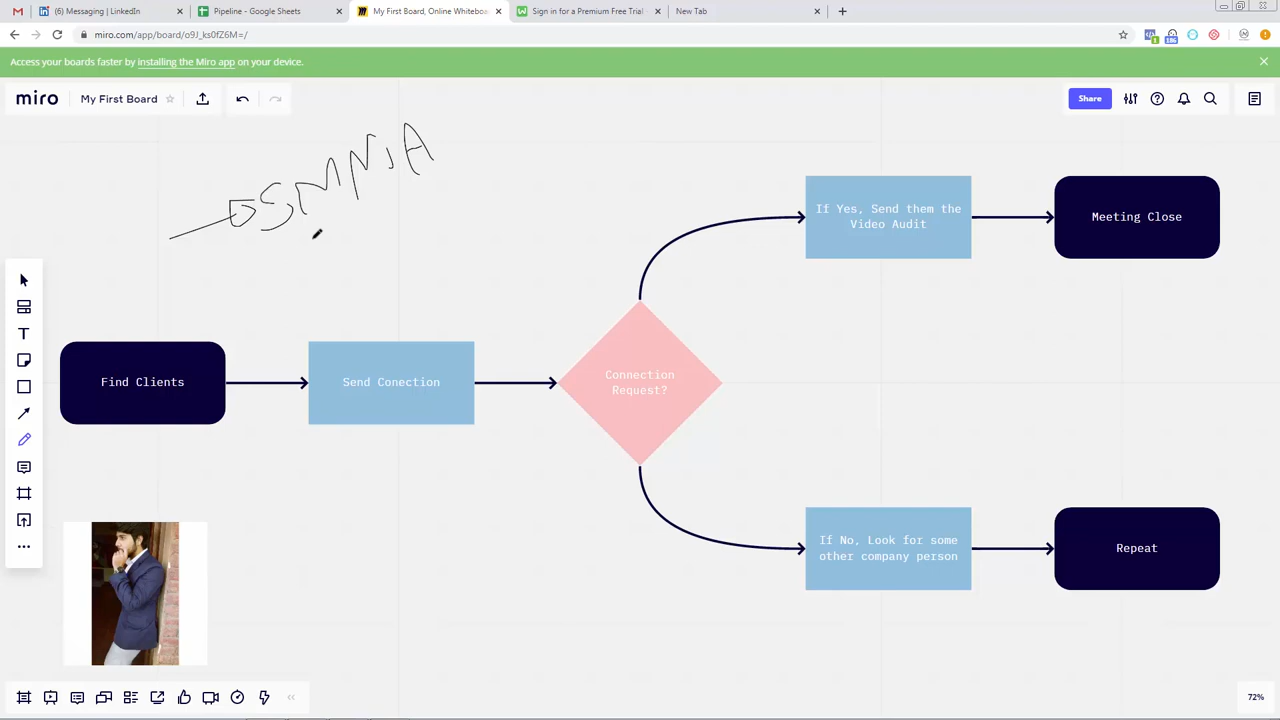 (6) Messaging | LinkedIn
Pipeline - Google Sheets
My First Board, Online Whiteboa
Sign in for a Premium Free Trial
New Tab
miro.com/app/board/o9J_ks0fZ6M=/
Access your boards faster by installing the Miro app on your device.
miro
My First Board
Share
If Yes, Send them the
Video Audit
Meeting Close
Find Clients
Send Conection
Connection
Request?
If No, Look for some
other company person
Repeat
72%